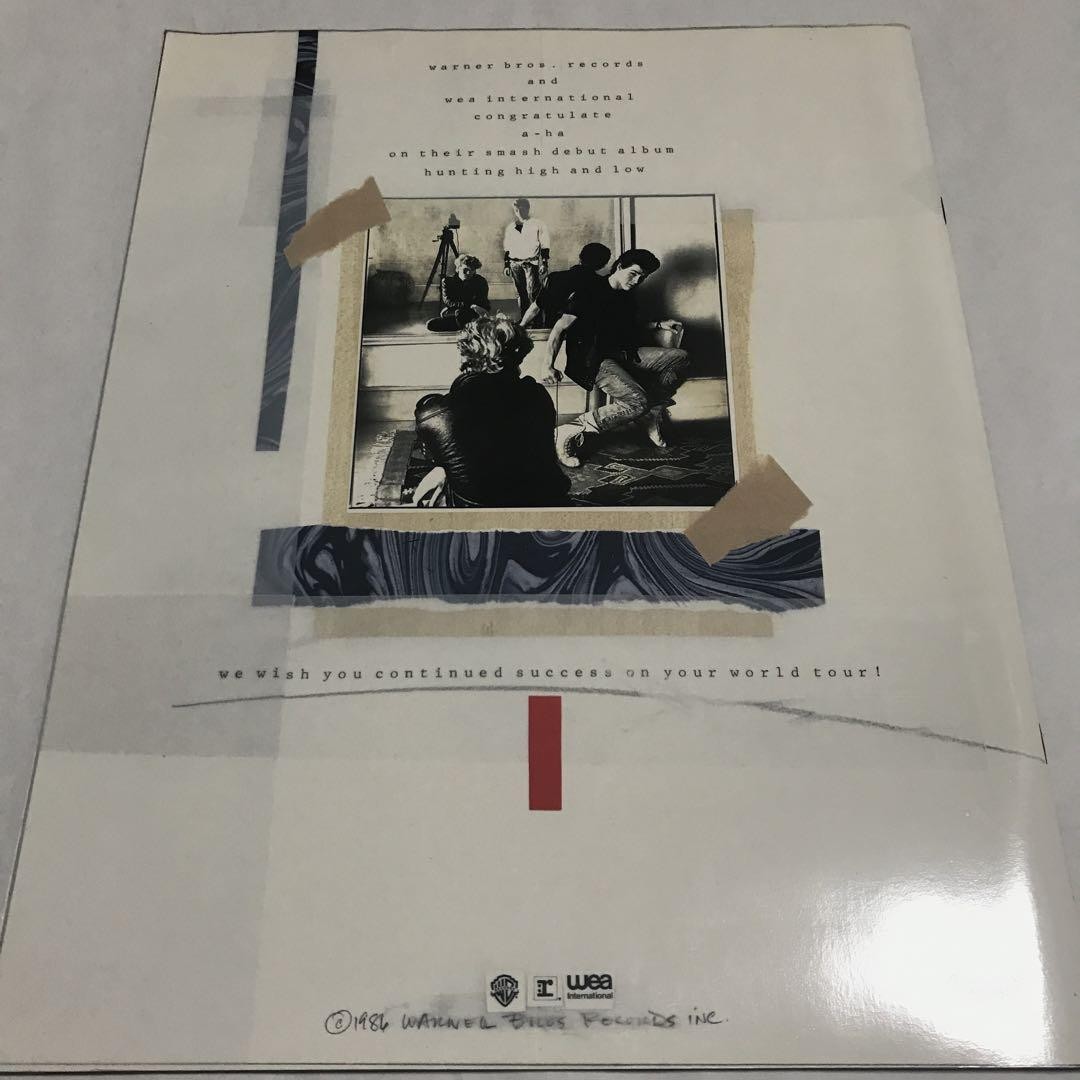 warner bros. records
and
wea international
congratulate
a-ha
on their smash debut album
hunting high and low
we wish you continued success on your world tour!
r wea
International
©1986 WARNER BROS RECORDS INC.